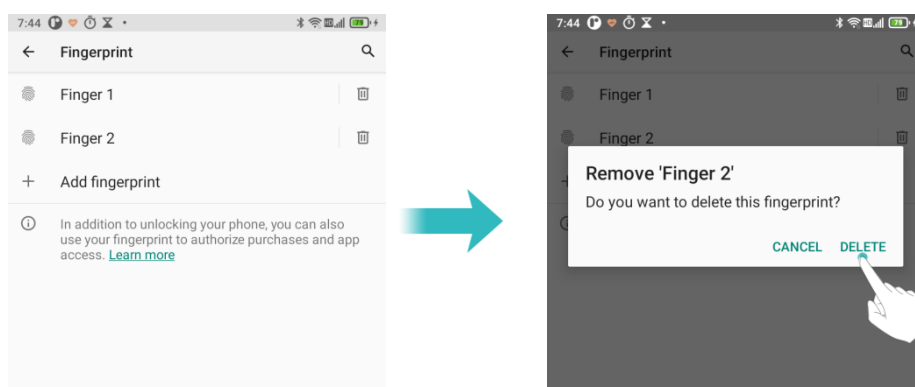 7:44
79
Fingerprint
Finger 1
Finger 2
Add fingerprint
In addition to unlocking your phone, you can also
use your fingerprint to authorize purchases and app
access. Learn more
7:44
79
Fingerprint
Finger 1
Finger 2
Remove 'Finger 2'
Do you want to delete this fingerprint?
CANCEL DELETE